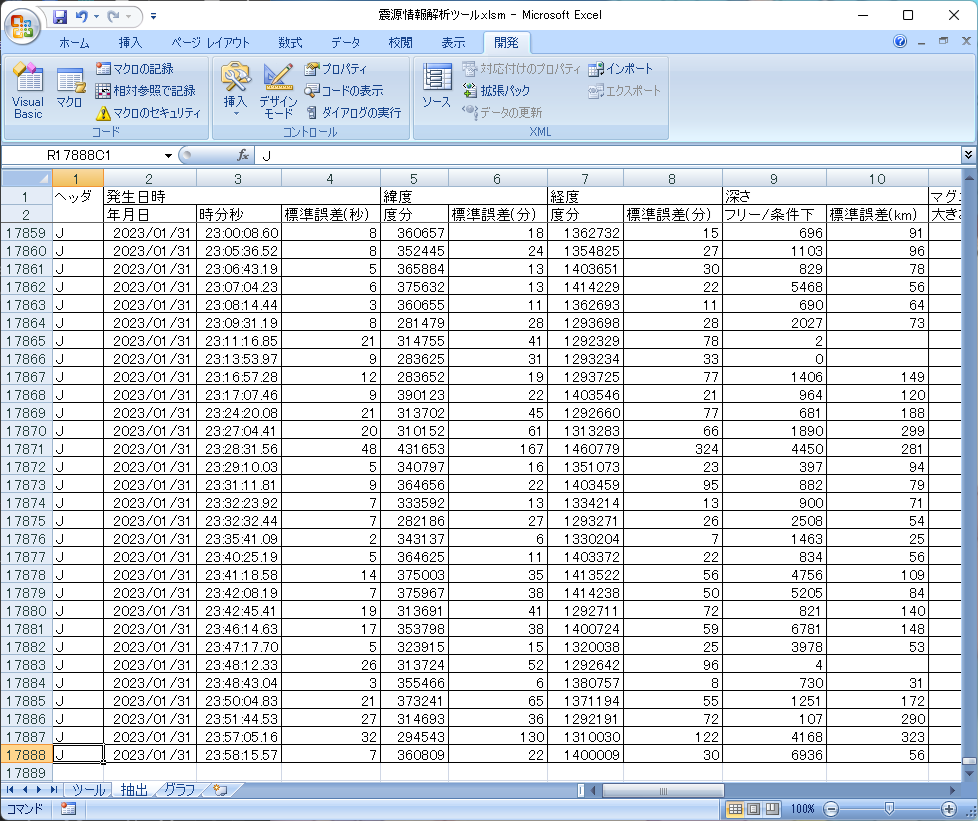 震源情報解析ツール.xlsm - Microsoft Excel
ホーム 挿入 ページ レイアウト 数式 データ 校閲 表示 開発
Visual Basic マクロ マクロの記録 相対参照で記録 マクロのセキュリティ コード
挿入 デザイン モード プロパティ コードの表示 ダイアログの実行 コントロール
ソース 対応付けのプロパティ 拡張パック データの更新 インポート エクスポート XML
R17888C1 fx J
1 2 3 4 5 6 7 8 9 10
1 ヘッダ 発生日時 緯度 経度 深さ マグ
2 年月日 時分秒 標準誤差(秒) 度分 標準誤差(分) 度分 標準誤差(分) フリー/条件下 標準誤差(km) 大きさ
17859 J 2023/01/31 23:00:08.60 8 360657 18 1362732 15 696 91
17860 J 2023/01/31 23:05:36.52 8 352445 24 1354825 27 1103 96
17861 J 2023/01/31 23:06:43.19 5 365884 13 1403651 30 829 78
17862 J 2023/01/31 23:07:04.23 6 375632 13 1414229 22 5468 56
17863 J 2023/01/31 23:08:14.44 3 360655 11 1362693 11 690 64
17864 J 2023/01/31 23:09:31.19 8 281479 28 1293698 28 2027 73
17865 J 2023/01/31 23:11:16.85 21 314755 41 1292329 78 2
17866 J 2023/01/31 23:13:53.97 9 283625 31 1293234 33 0
17867 J 2023/01/31 23:16:57.28 12 283652 19 1293725 77 1406 149
17868 J 2023/01/31 23:17:07.46 9 390123 22 1403546 21 964 120
17869 J 2023/01/31 23:24:20.08 21 313702 45 1292660 77 681 188
17870 J 2023/01/31 23:27:04.41 20 310152 61 1313283 66 1890 299
17871 J 2023/01/31 23:28:31.56 48 431653 167 1460779 324 4450 281
17872 J 2023/01/31 23:29:10.03 5 340797 16 1351073 23 397 94
17873 J 2023/01/31 23:31:11.81 9 364656 22 1403459 95 882 79
17874 J 2023/01/31 23:32:23.92 7 333592 13 1334214 13 900 71
17875 J 2023/01/31 23:32:32.44 7 282186 27 1293271 26 2508 54
17876 J 2023/01/31 23:35:41.09 2 343137 6 1330204 7 1463 25
17877 J 2023/01/31 23:40:25.19 5 364625 11 1403372 22 834 56
17878 J 2023/01/31 23:41:18.58 14 375003 35 1413522 56 4756 109
17879 J 2023/01/31 23:42:08.19 7 375967 38 1414238 50 5205 84
17880 J 2023/01/31 23:42:45.41 19 313691 41 1292711 72 821 140
17881 J 2023/01/31 23:46:14.63 17 353798 38 1400724 59 6781 148
17882 J 2023/01/31 23:47:17.70 5 323915 15 1320038 25 3978 53
17883 J 2023/01/31 23:48:12.33 26 313724 52 1292642 96 4
17884 J 2023/01/31 23:48:43.04 3 355466 6 1380757 8 730 31
17885 J 2023/01/31 23:50:04.83 21 373241 65 1371194 55 1251 172
17886 J 2023/01/31 23:51:44.53 27 314693 36 1292191 72 107 290
17887 J 2023/01/31 23:57:05.16 32 294543 130 1310030 122 4168 323
17888 J 2023/01/31 23:58:15.57 7 360809 22 1400009 30 6936 56
17889
ツール 抽出 グラフ
コマンド 100%